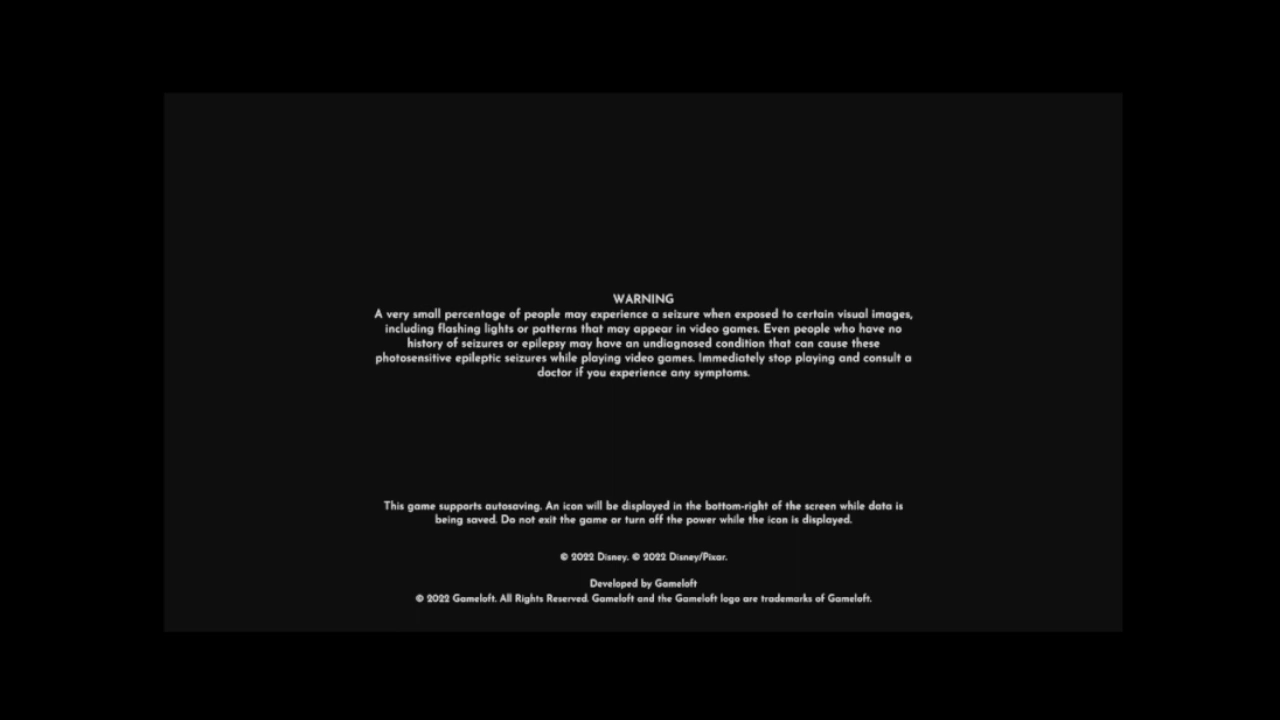 WARNING
A very small percentage of people may experience a seizure when exposed to certain visual images,
including flashing lights or patterns that may appear in video games. Even people who have no
history of seizures or epilepsy may have an undiagnosed condition that can cause these
photosensitive epileptic seizures while playing video games. Immediately stop playing and consult a
doctor if you experience any symptoms.
This game supports autosaving. An icon will be displayed in the bottom-right of the screen while data is
being saved. Do not exit the game or turn off the power while the icon is displayed.
© 2022 Disney. © 2022 Disney/Pixar.
Developed by Gameloft
© 2022 Gameloft. All Rights Reserved. Gameloft and the Gameloft logo are trademarks of Gameloft.